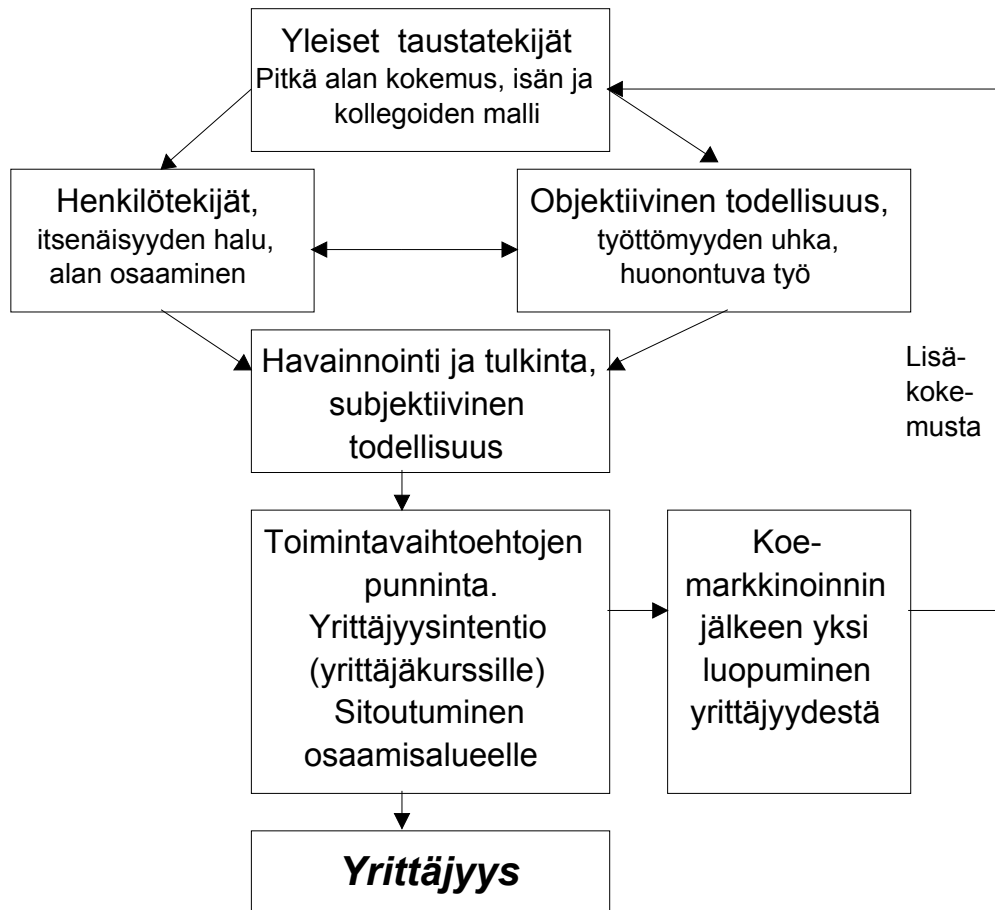 Yleiset taustatekijät
Pitkä alan kokemus, isän ja
kollegoiden malli
Henkilötekijät,
itsenäisyyden halu,
alan osaaminen
Objektiivinen todellisuus,
työttömyyden uhka,
huonontuva työ
Havainnointi ja tulkinta,
subjektiivinen
todellisuus
Lisä-
koke-
musta
Toimintavaihtoehtojen
punninta.
Yrittäjyysintentio
(yrittäjäkurssille)
Sitoutuminen
osaamisalueelle
Koe-
markkinoinnin
jälkeen yksi
luopuminen
yrittäjyydestä
Yrittäjyys